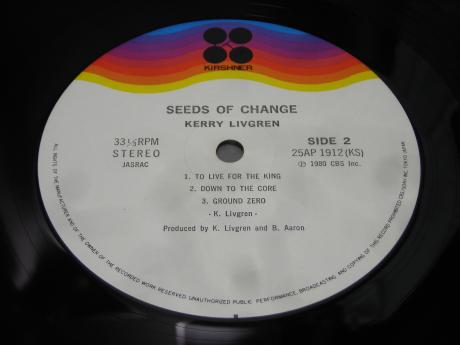 KIRSHNER
SEEDS OF CHANGE
KERRY LIVGREN
33⅓RPM
STEREO
JASRAC
SIDE 2
25AP 1912(KS)
℗ 1980 CBS Inc.
1. TO LIVE FOR THE KING
2. DOWN TO THE CORE
3. GROUND ZERO
- K. Livgren -
Produced by K. Livgren and B. Aaron
ALL RIGHTS OF THE MANUFACTURER AND OF THE OWNER OF THE RECORDED WORK RESERVED. UNAUTHORIZED PUBLIC PERFORMANCE, BROADCASTING AND COPYING OF THIS RECORD PROHIBITED